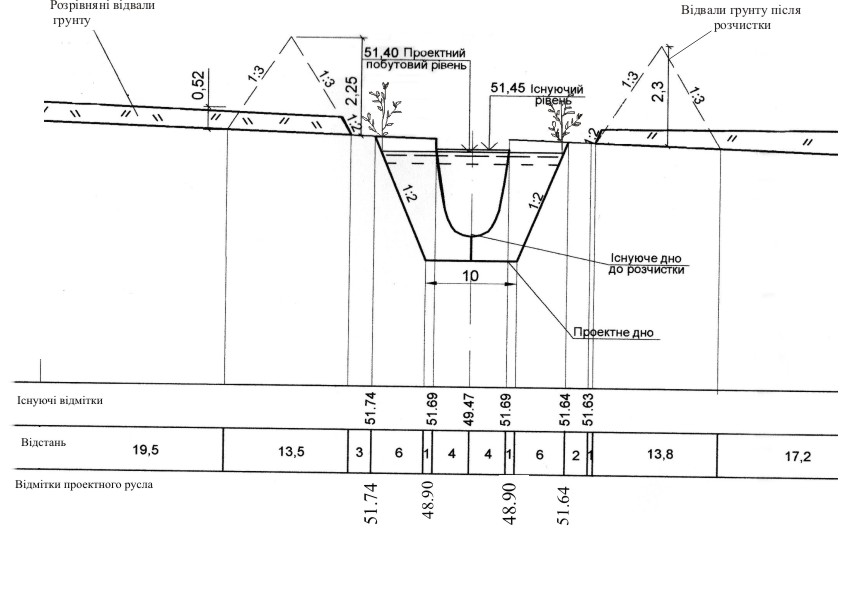 Розрівняні відвали
грунту
Відвали грунту після
розчистки
51,40 Проектний
побутовий рівень
51,45 Існуючий
рівень
0,52
1:3
1:3
2,25
1:1
1:3
2,3
1:3
1:2
1:2
1:2
Існуюче дно
до розчистки
10
Проектне дно
Існуючі відмітки
51.74
51.69
49.47
51.69
51.64
51.63
Відстань
19,5
13,5
3
6
1
4
4
1
6
2
1
13,8
17,2
Відмітки проектного русла
51.74
48.90
48.90
51.64